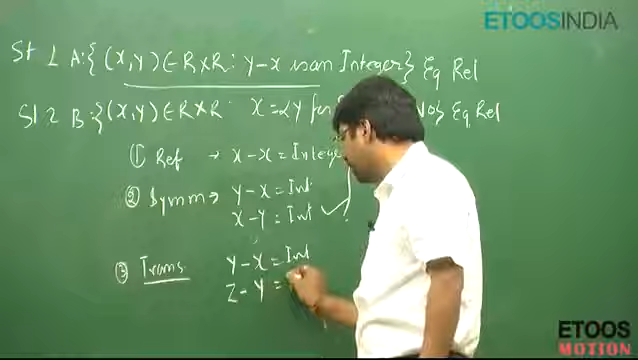 ETOOSINDIA
St 1 A:{(x,y)∈R×R: y-x is an Integer} Eq Rel
St 2 B:{(x,y)∈R×R: x=αy for No} Eq Rel
① Ref → x-x = Intege
② Symm → y-x = Int
x-y = Int ✓
③ Trans y-x = Int
z-y =
ETOOS
MOTION